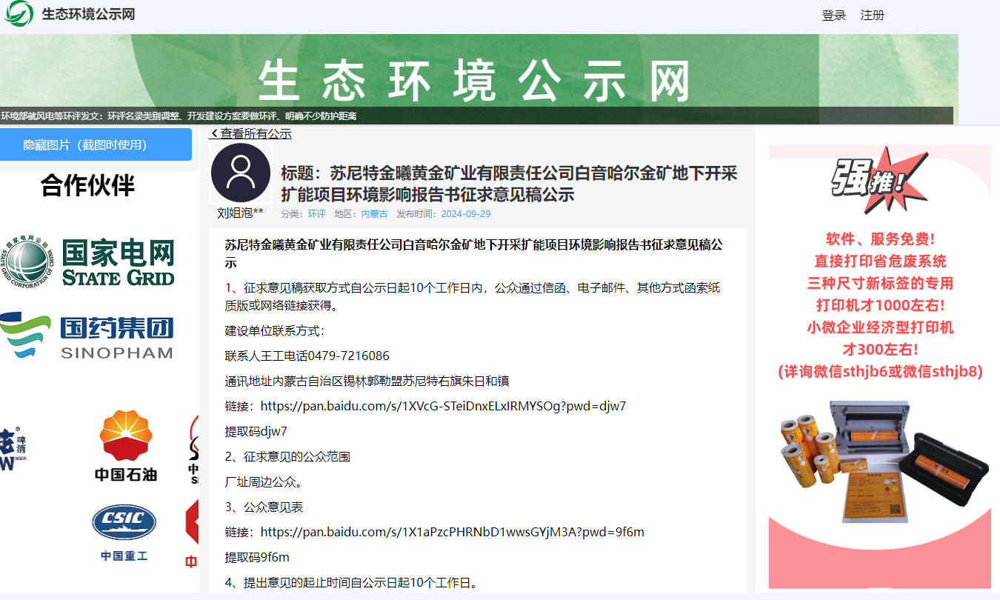 生态环境公示网
登录 注册
生态环境公示网
环境部就风电等环评发文：环评名录类别调整、开发建设方案要做环评、明确不少防护距离
隐藏图片（截图时使用）
合作伙伴
国家电网公司
STATE GRID CORPORATION OF CHINA
国家电网
STATE GRID
国药集团
SINOPHAM
啤酒
W BEER
中国石油
中
S
CSIC
中国重工
中
查看所有公示
刘姐泡**
标题：苏尼特金曦黄金矿业有限责任公司白音哈尔金矿地下开采
扩能项目环境影响报告书征求意见稿公示
分类：环评 地区：内蒙古 发布时间：2024-09-29
苏尼特金曦黄金矿业有限责任公司白音哈尔金矿地下开采扩能项目环境影响报告书征求意见稿公
示
1、征求意见稿获取方式自公示日起10个工作日内，公众通过信函、电子邮件、其他方式函索纸
质版或网络链接获得。
建设单位联系方式：
联系人王工电话0479-7216086
通讯地址内蒙古自治区锡林郭勒盟苏尼特右旗朱日和镇
链接：https://pan.baidu.com/s/1XVcG-STeiDnxELxIRMYSOg?pwd=djw7
提取码djw7
2、征求意见的公众范围
厂址周边公众。
3、公众意见表
链接：https://pan.baidu.com/s/1X1aPzcPHRNbD1wwsGYjM3A?pwd=9f6m
提取码9f6m
4、提出意见的起止时间自公示日起10个工作日。
强推！
软件、服务免费！
直接打印省危废系统
三种尺寸新标签的专用
打印机才1000左右！
小微企业经济型打印机
才300左右！
(详询微信sthjb6或微信sthjb8)